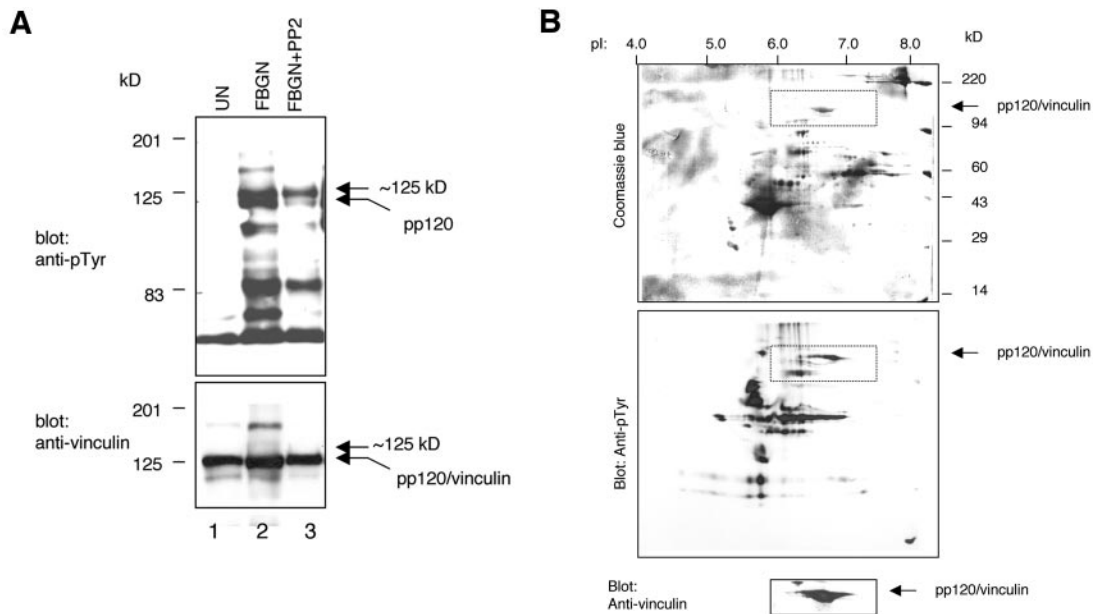 A
kD
UN
FBGN
FBGN+PP2
201
125
83
~125 kD
pp120
blot:
anti-pTyr
blot:
anti-vinculin
201
125
~125 kD
pp120/vinculin
1 2 3
B
pI: 4.0 5.0 6.0 7.0 8.0 kD
Coomassie blue
220
94
60
43
29
14
pp120/vinculin
Blot: Anti-pTyr
pp120/vinculin
Blot:
Anti-vinculin
pp120/vinculin